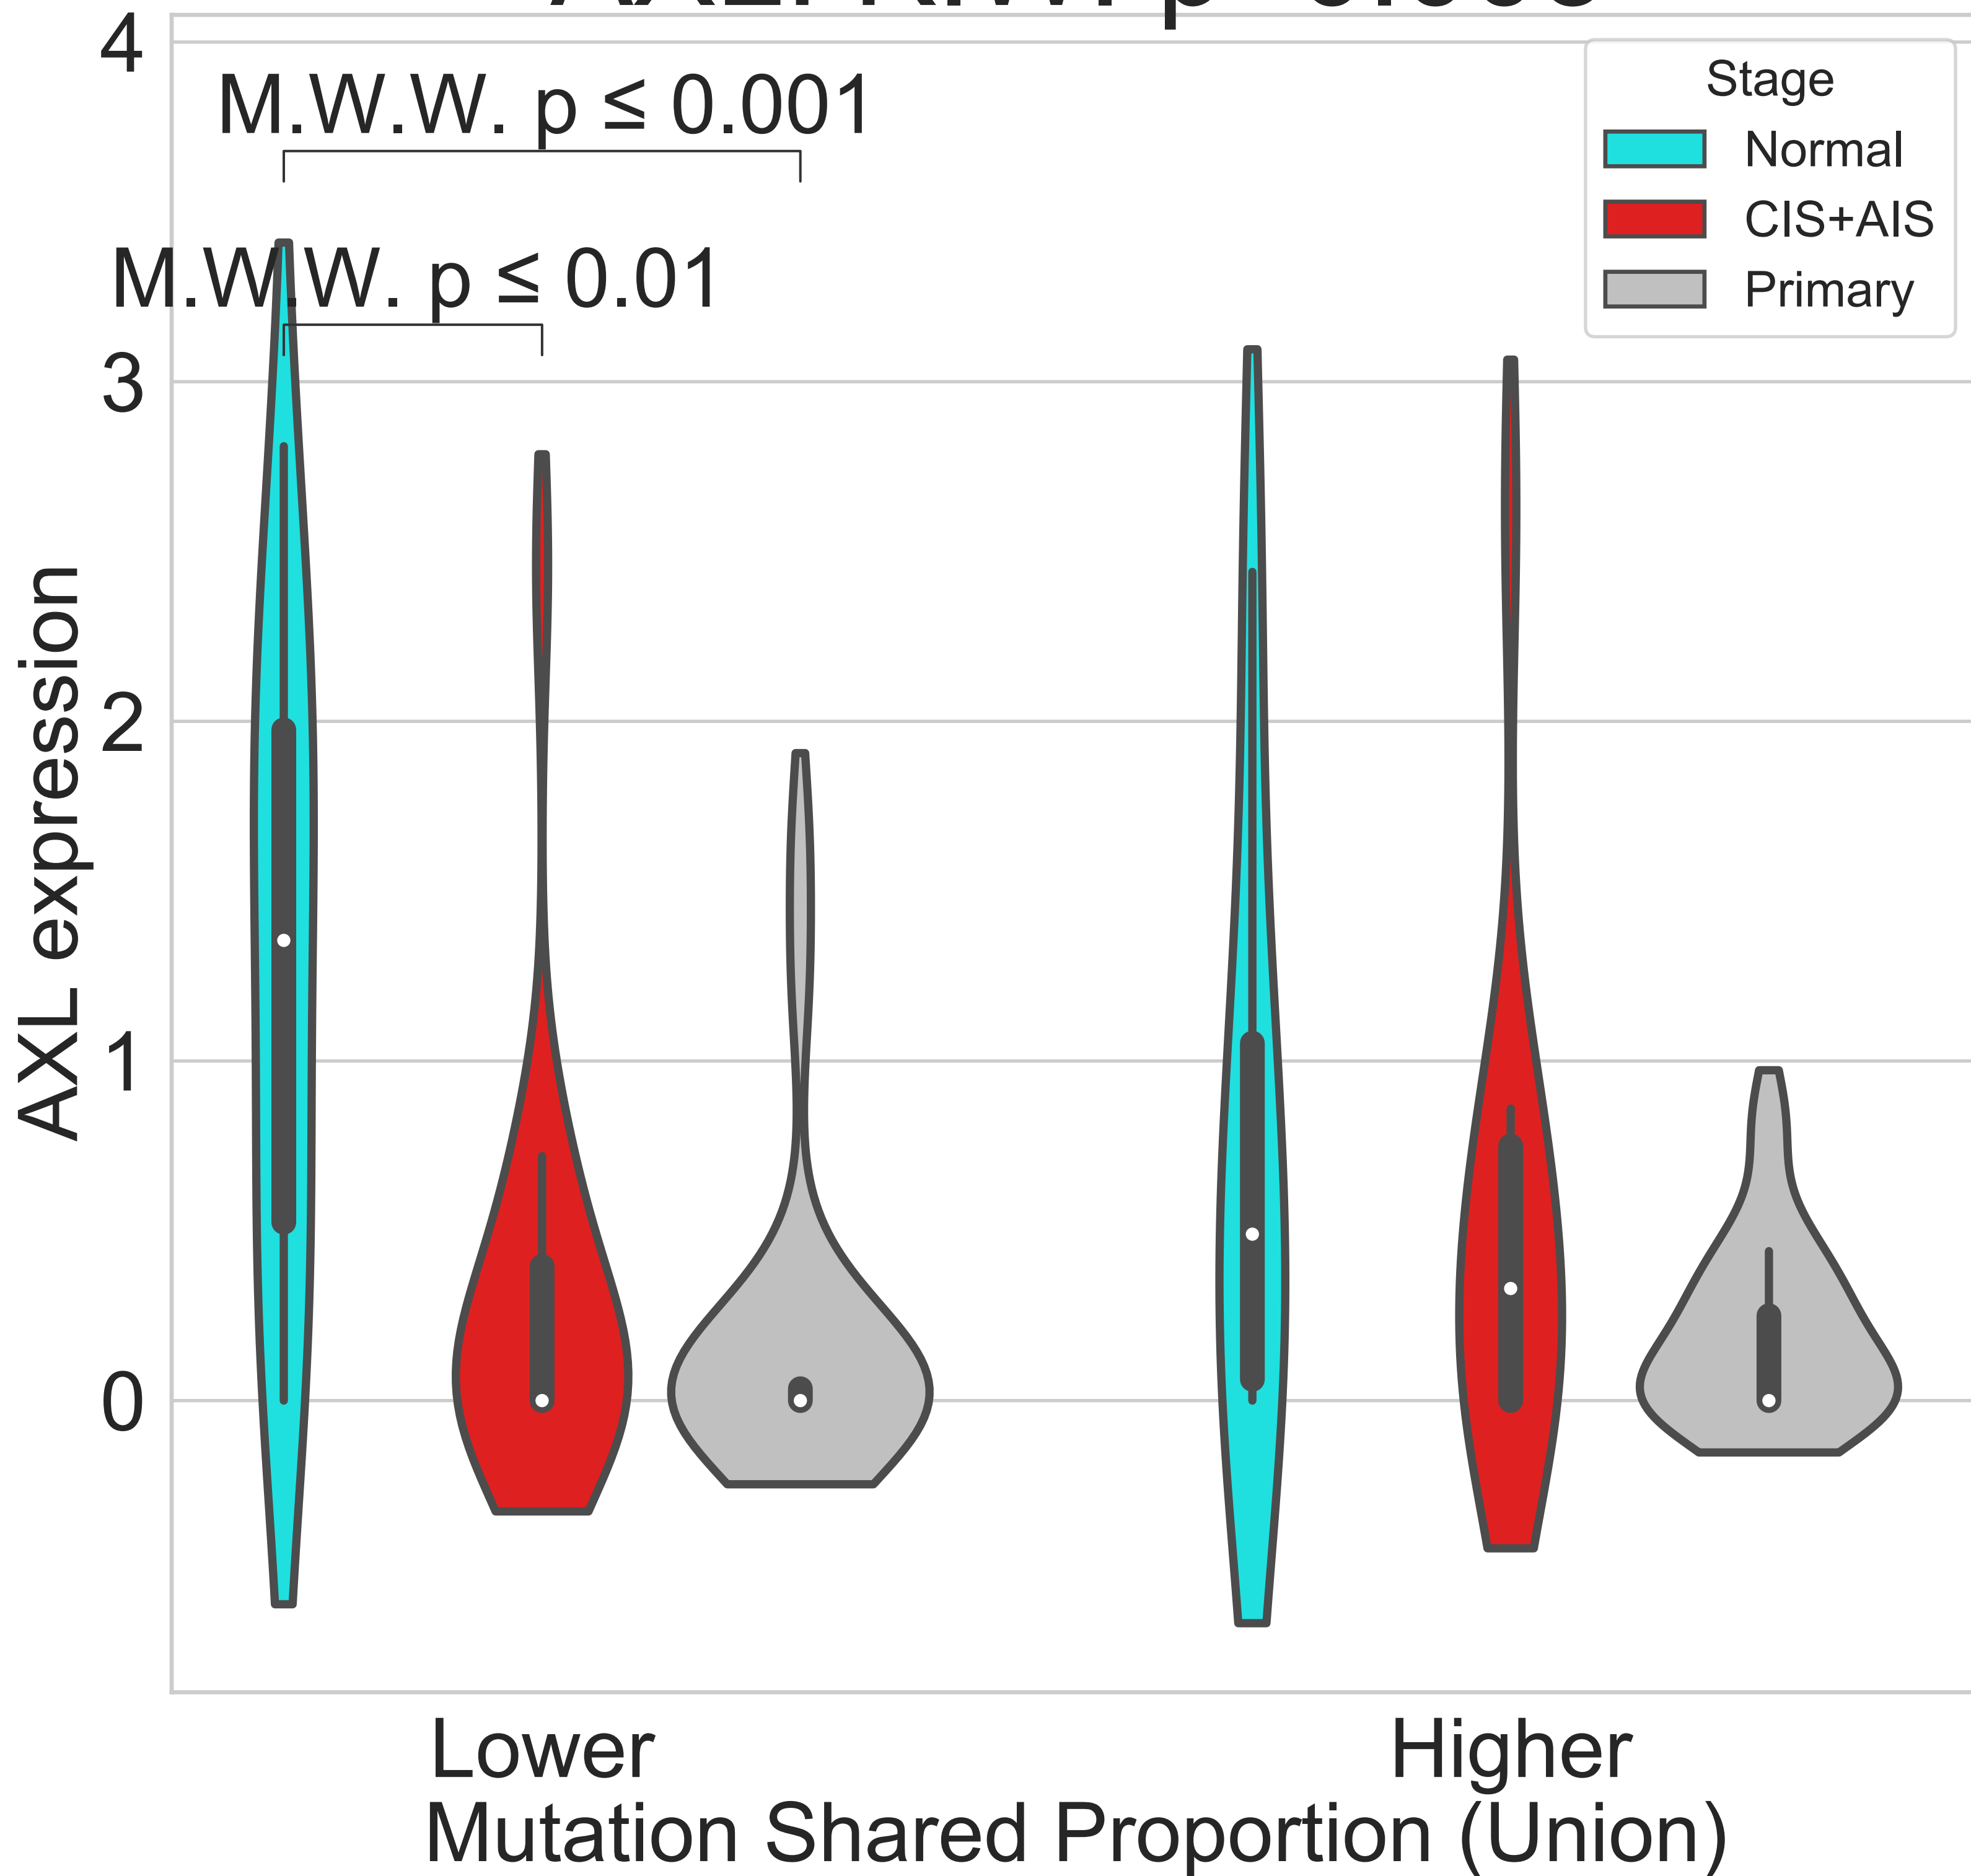 4
M.W.W. p ≤ 0.001
Stage
Normal
CIS+AIS
Primary
M.W.W. p ≤ 0.01
3
2
1
0
AXL expression
Lower
Higher
Mutation Shared Proportion (Union)